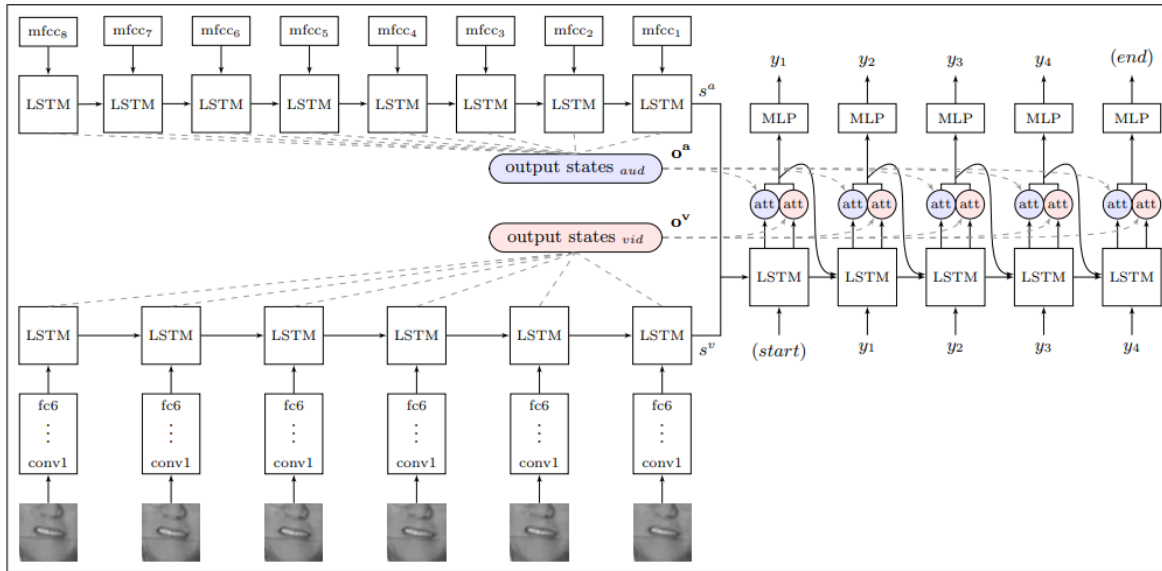 mfcc₈ mfcc₇ mfcc₆ mfcc₅ mfcc₄ mfcc₃ mfcc₂ mfcc₁
LSTM LSTM LSTM LSTM LSTM LSTM LSTM LSTM
sᵃ
output states aud
oᵃ
output states vid
oᵛ
LSTM LSTM LSTM LSTM LSTM LSTM
sᵛ
fc6 fc6 fc6 fc6 fc6 fc6
⋮ ⋮ ⋮ ⋮ ⋮ ⋮
conv1 conv1 conv1 conv1 conv1 conv1
y₁ y₂ y₃ y₄ (end)
MLP MLP MLP MLP MLP
att att att att att att att att att att
LSTM LSTM LSTM LSTM LSTM
(start) y₁ y₂ y₃ y₄